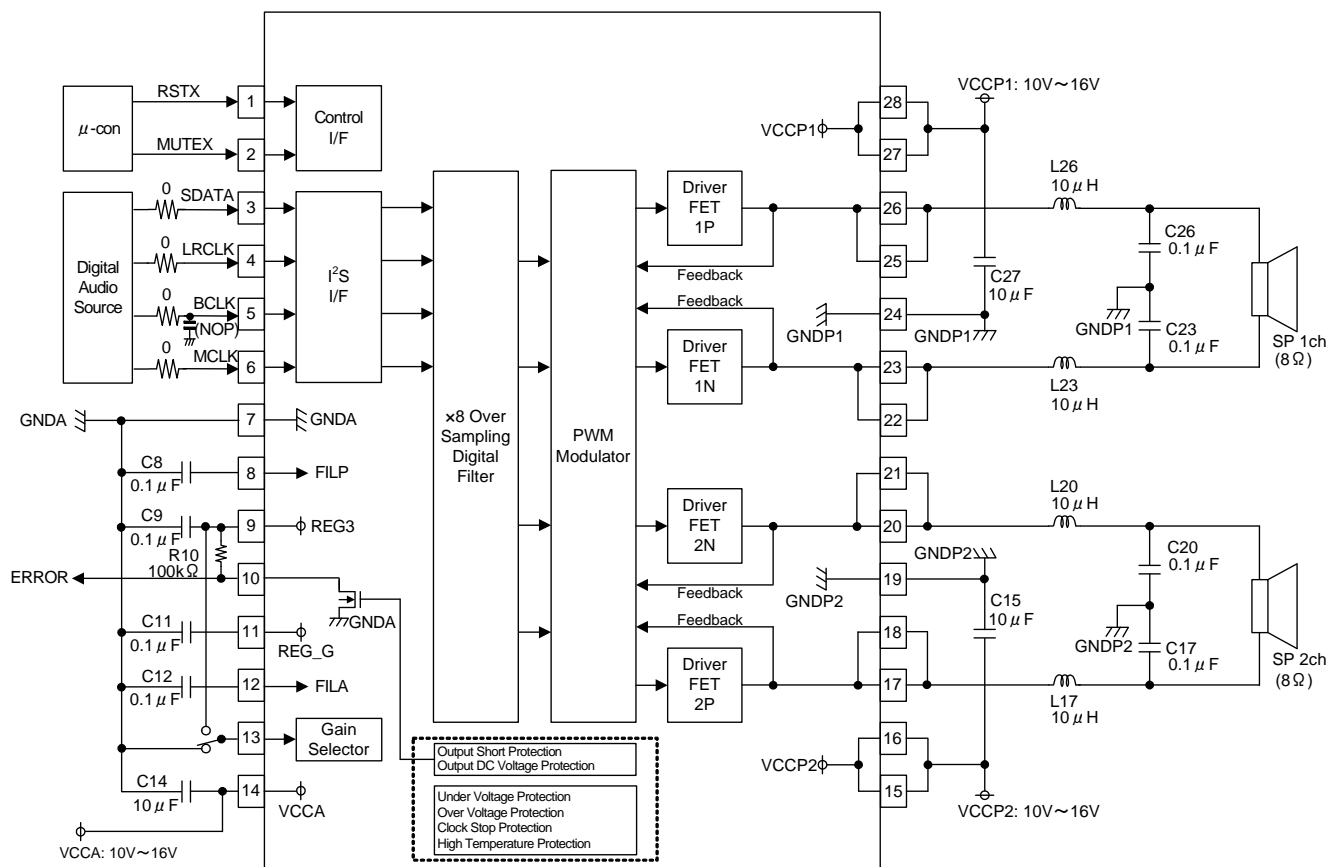 RSTX
1
μ-con
MUTEX
2
Control
I/F
0
SDATA
3
0
LRCLK
4
Digital
Audio
Source
0
BCLK
5
(NOP)
0
MCLK
6
I²S
I/F
GNDA
7
GNDA
C8
0.1μF
8
FILP
C9
0.1μF
9
REG3
R10
100kΩ
ERROR
10
GNDA
C11
0.1μF
11
REG_G
C12
0.1μF
12
FILA
13
Gain
Selector
C14
10μF
14
VCCA
VCCA: 10V~16V
×8 Over
Sampling
Digital
Filter
PWM
Modulator
Driver
FET
1P
Feedback
Feedback
Driver
FET
1N
Driver
FET
2N
Feedback
Feedback
Driver
FET
2P
Output Short Protection
Output DC Voltage Protection
Under Voltage Protection
Over Voltage Protection
Clock Stop Protection
High Temperature Protection
VCCP1
28
27
VCCP1: 10V~16V
26
25
L26
10μH
C27
10μF
C26
0.1μF
GNDP1
24
GNDP1
GNDP1
C23
0.1μF
SP 1ch
(8Ω)
23
22
L23
10μH
21
20
L20
10μH
GNDP2
19
GNDP2
C20
0.1μF
C15
10μF
GNDP2
C17
0.1μF
SP 2ch
(8Ω)
18
17
L17
10μH
VCCP2
16
15
VCCP2: 10V~16V